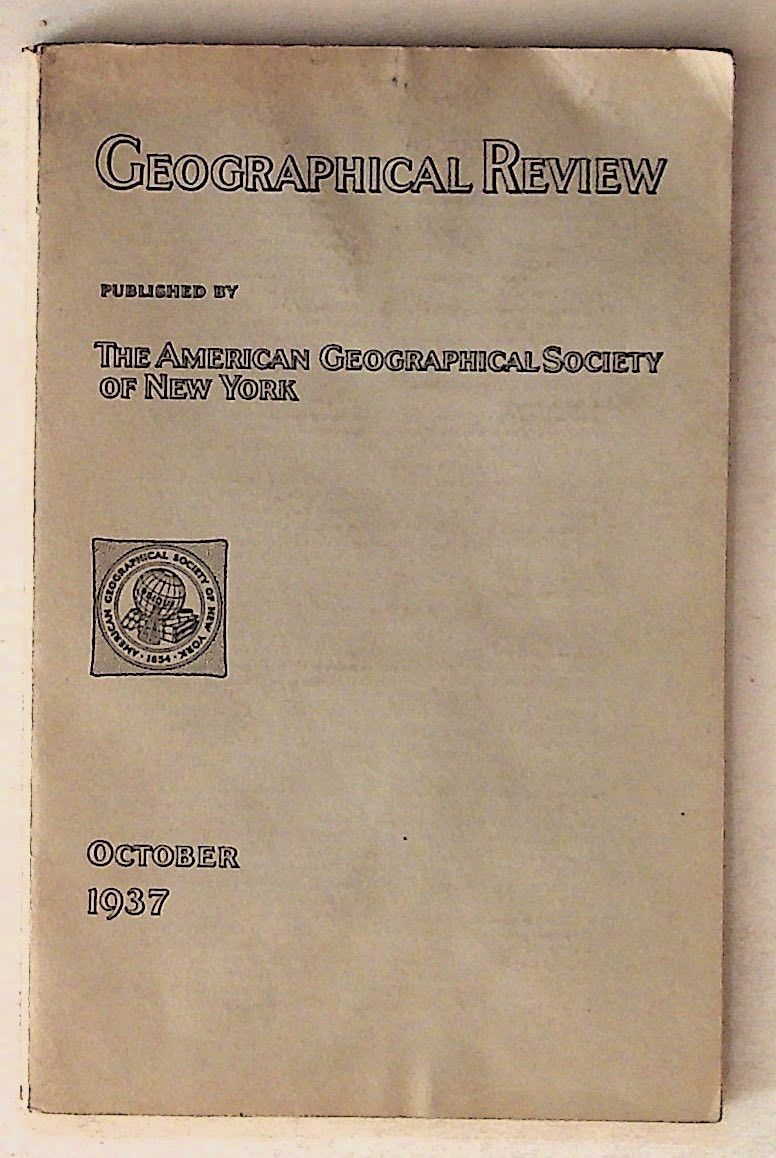 GEOGRAPHICAL REVIEW
PUBLISHED BY
THE AMERICAN GEOGRAPHICAL SOCIETY
OF NEW YORK
AMERICAN GEOGRAPHICAL SOCIETY OF NEW YORK
· 1854 ·
OCTOBER
1937